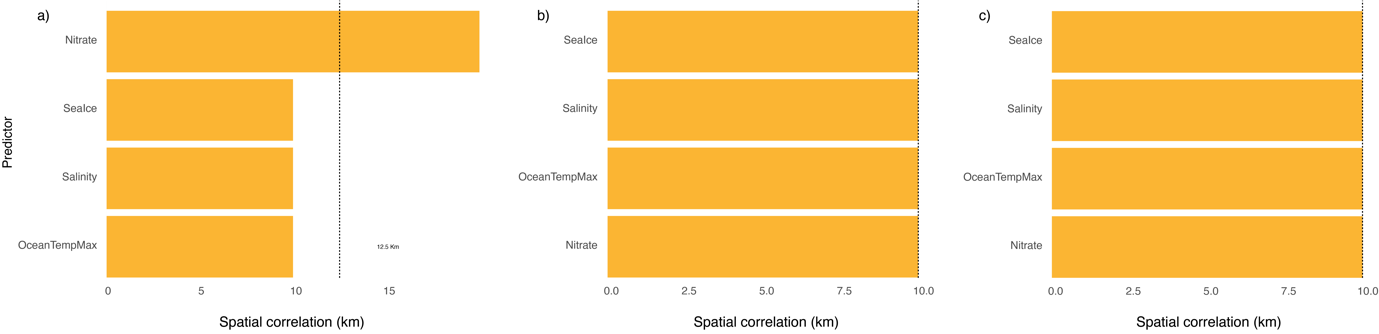 a)
Predictor
Nitrate
SeaIce
Salinity
OceanTempMax
12.5 Km
0 5 10 15
Spatial correlation (km)
b)
SeaIce
Salinity
OceanTempMax
Nitrate
0.0 2.5 5.0 7.5 10.0
Spatial correlation (km)
c)
SeaIce
Salinity
OceanTempMax
Nitrate
0.0 2.5 5.0 7.5 10.0
Spatial correlation (km)